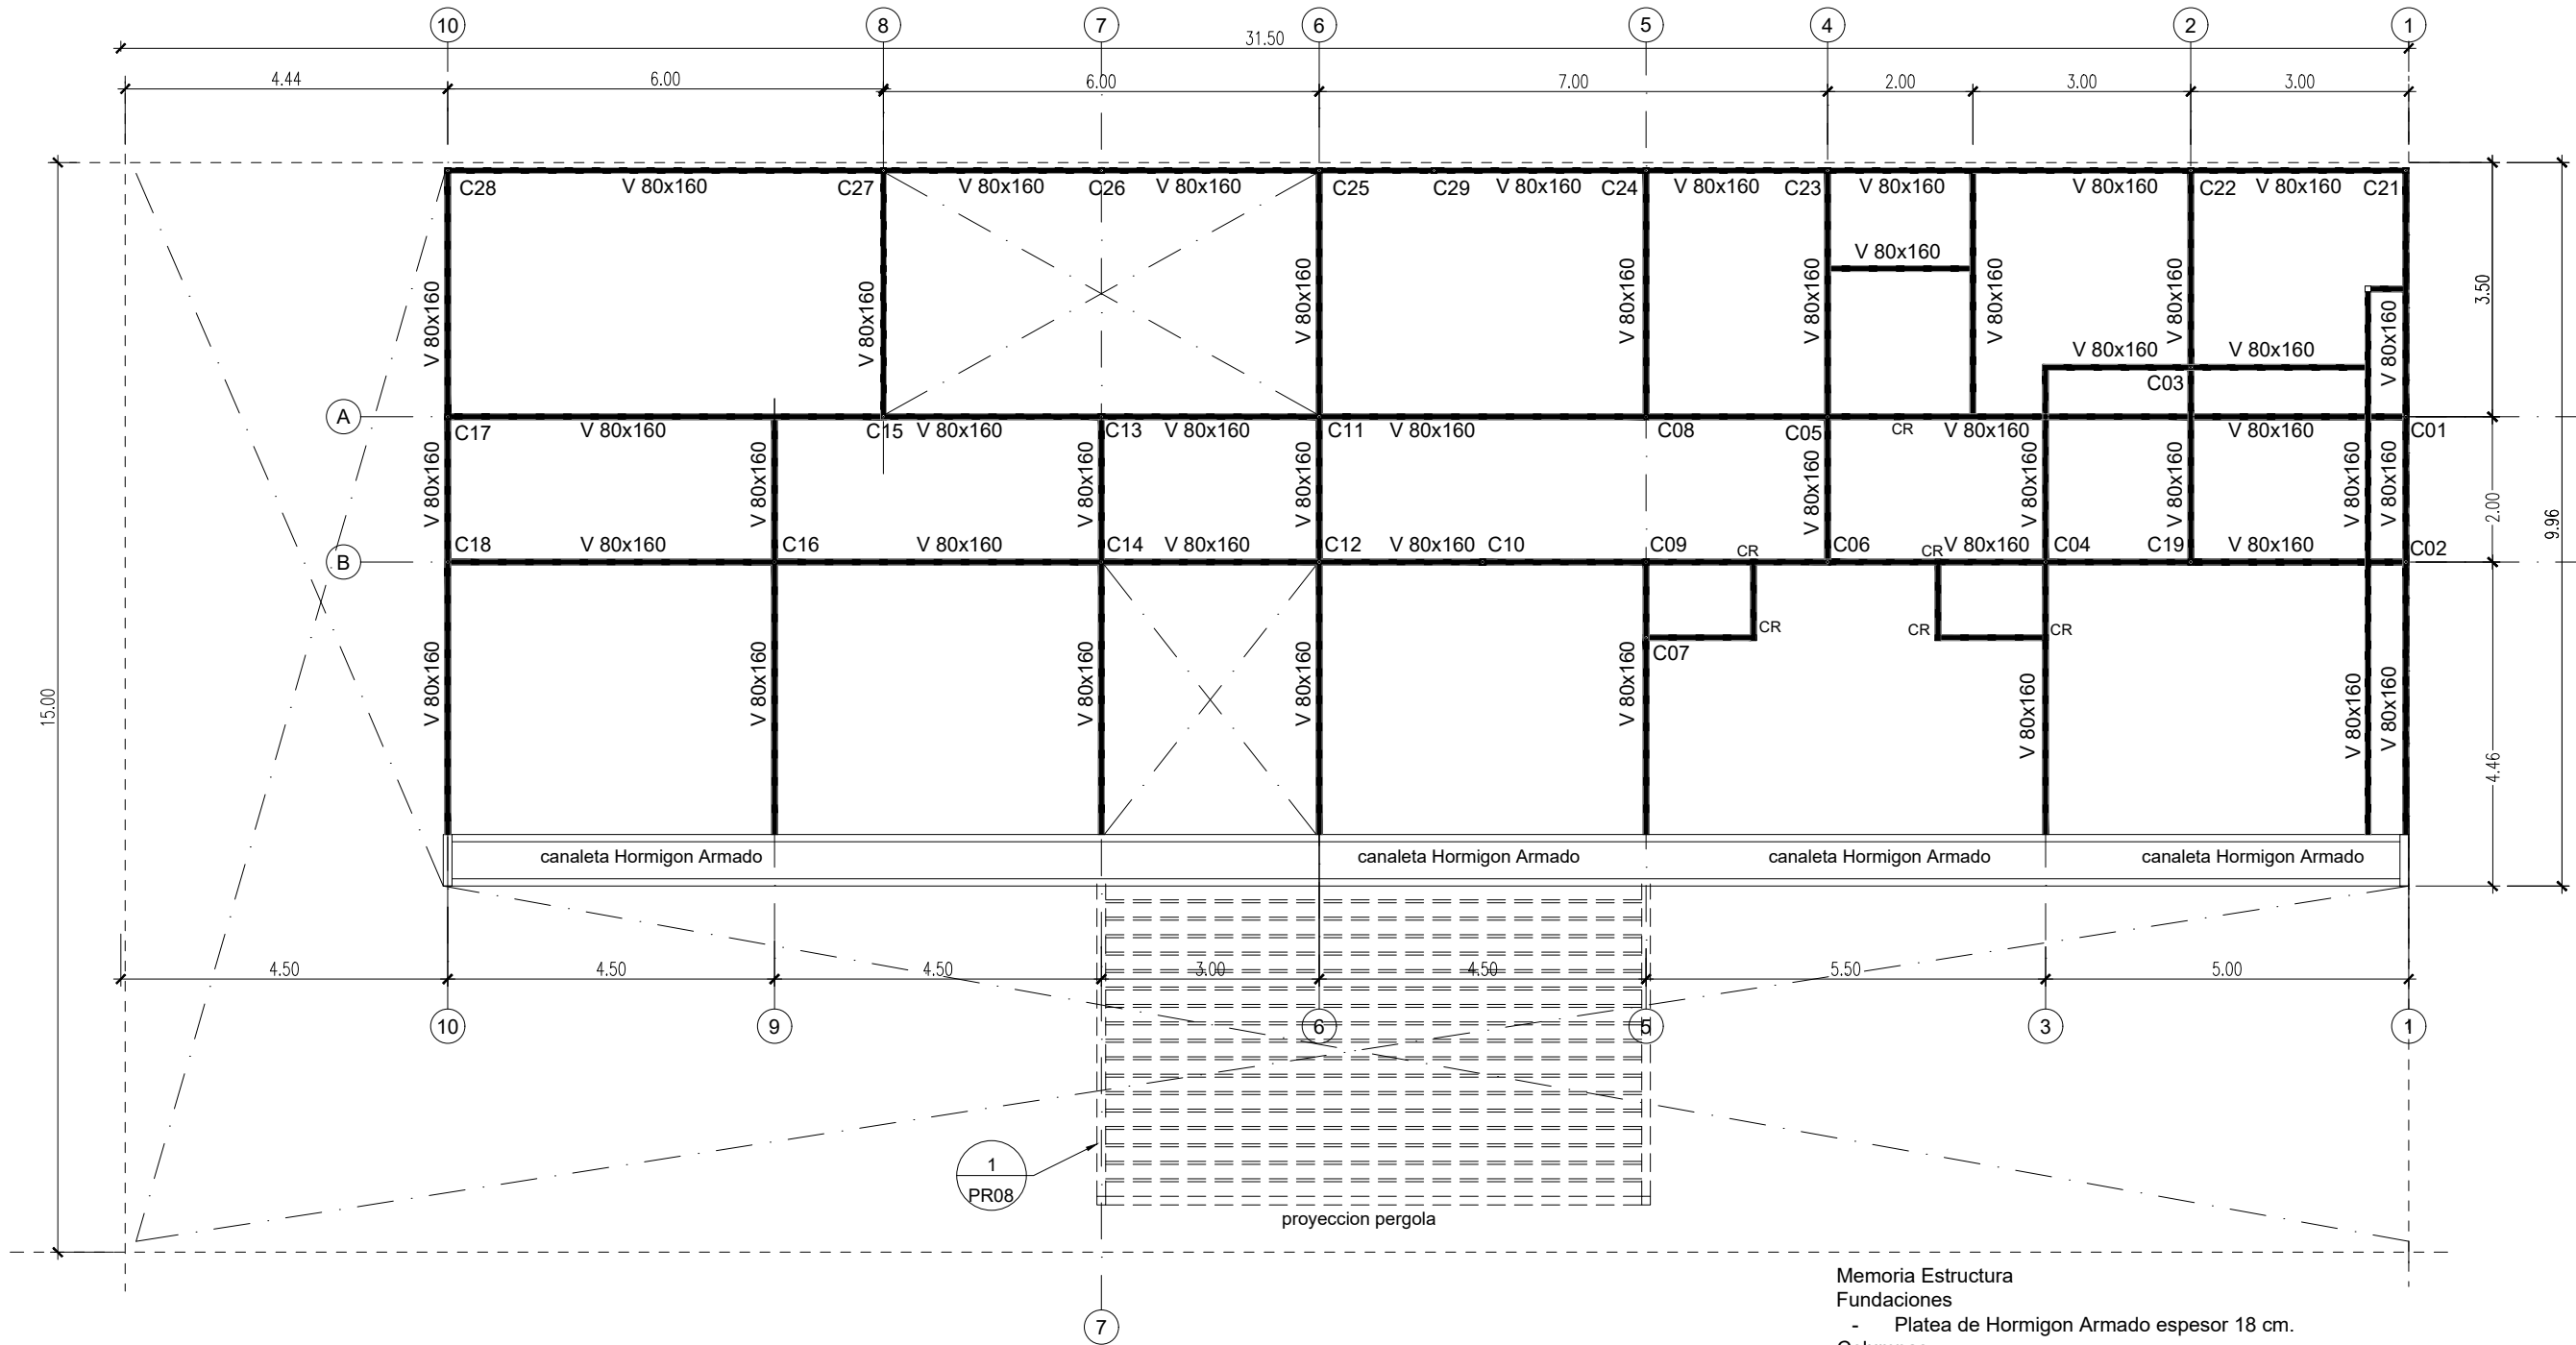 10 8 7 6 5 4 2 1
31.50
4.44 6.00 6.00 7.00 2.00 3.00 3.00
C28 V 80x160 C27 V 80x160 C26 V 80x160 C25 C29 V 80x160 C24 V 80x160 C23 V 80x160 V 80x160 C22 V 80x160 C21
V 80x160
V 80x160 V 80x160 V 80x160 V 80x160 V 80x160 V 80x160 V 80x160 V 80x160
3.50
V 80x160 V 80x160
C03
A
C17 V 80x160 C15 V 80x160 C13 V 80x160 C11 V 80x160 C08 C05 CR V 80x160 V 80x160 C01
V 80x160 V 80x160 V 80x160 V 80x160 V 80x160 V 80x160 V 80x160 V 80x160 V 80x160
2.00
9.96
B
C18 V 80x160 C16 V 80x160 C14 V 80x160 C12 V 80x160 C10 C09 CR C06 CR V 80x160 C04 C19 V 80x160 C02
CR CR CR
C07
V 80x160 V 80x160 V 80x160 V 80x160 V 80x160 V 80x160 V 80x160 V 80x160
15.00
4.46
canaleta Hormigon Armado canaleta Hormigon Armado canaleta Hormigon Armado canaleta Hormigon Armado
4.50 4.50 4.50 3.00 4.50 5.50 5.00
10 9 6 5 3 1
1
PR08
proyeccion pergola
7
Memoria Estructura
Fundaciones
- Platea de Hormigon Armado espesor 18 cm.